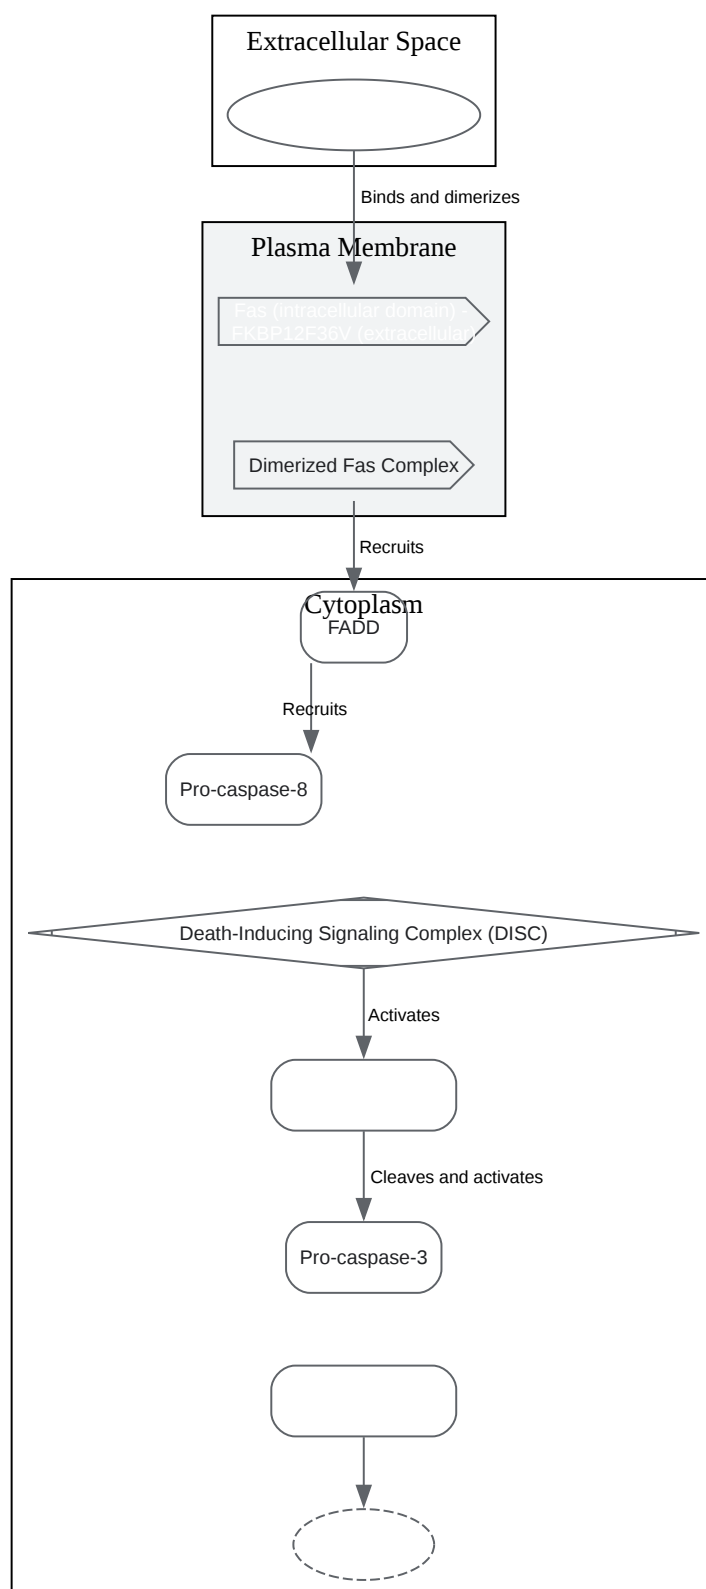 Extracellular Space
Binds and dimerizes
Plasma Membrane
Fas (intracellular domain) -
FKBP12F36V (extracellular)
Dimerized Fas Complex
Recruits
Cytoplasm
FADD
Recruits
Pro-caspase-8
Death-Inducing Signaling Complex (DISC)
Activates
Cleaves and activates
Pro-caspase-3